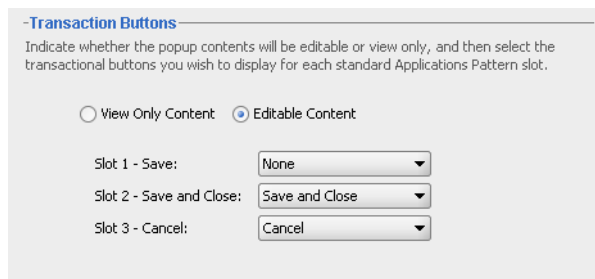 Transaction Buttons
Indicate whether the popup contents will be editable or view only, and then select the
transactional buttons you wish to display for each standard Applications Pattern slot.
View Only Content Editable Content
Slot 1 - Save: None
Slot 2 - Save and Close: Save and Close
Slot 3 - Cancel: Cancel